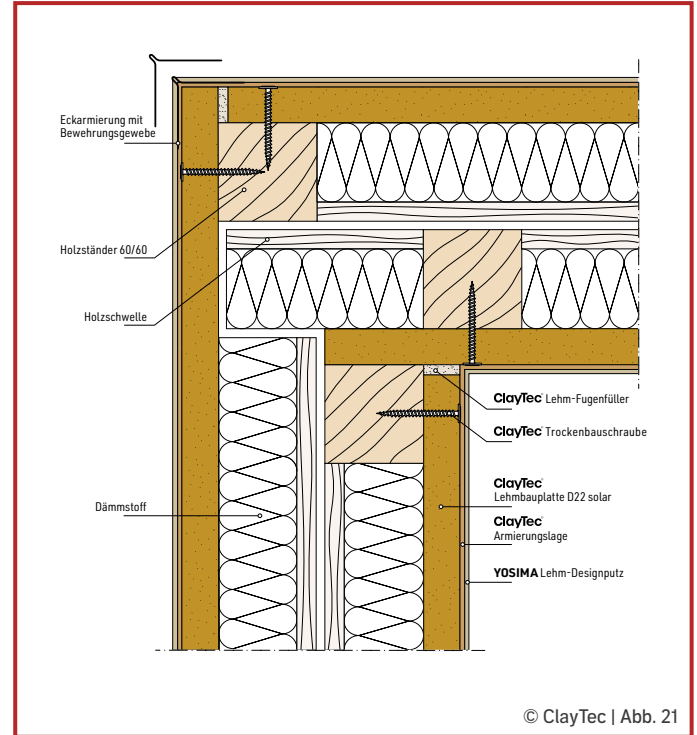 Eckarmierung mit
Bewehrungsgewebe
Holzständer 60/60
Holzschwelle
Dämmstoff
ClayTec® Lehm-Fugenfüller
ClayTec® Trockenbauschraube
ClayTec®
Lehmbauplatte D22 solar
ClayTec®
Armierungslage
YOSIMA Lehm-Designputz
© ClayTec | Abb. 21